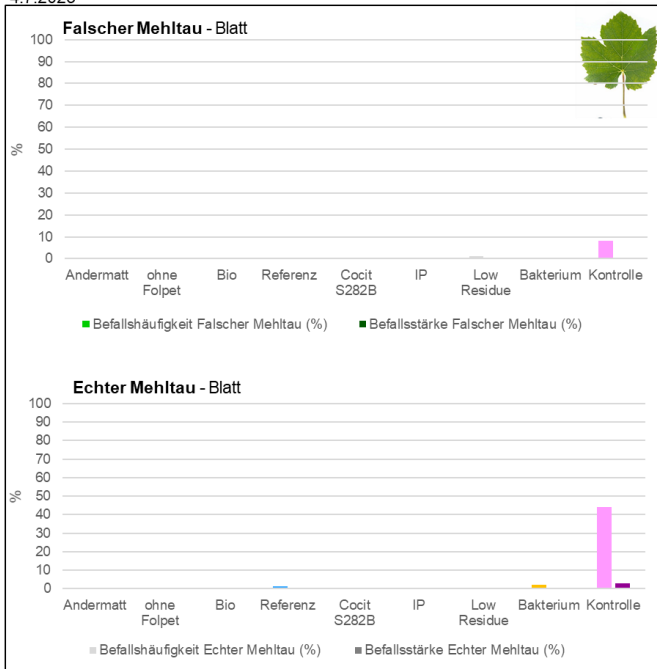 Falscher Mehltau - Blatt
100
90
80
70
60
50
40
30
20
10
0
%
Andermatt
ohne
Folpet
Bio
Referenz
Cocit
S282B
IP
Low
Residue
Bakterium
Kontrolle
Befallshäufigkeit Falscher Mehltau (%)
Befallsstärke Falscher Mehltau (%)
Echter Mehltau - Blatt
100
90
80
70
60
50
40
30
20
10
0
%
Andermatt
ohne
Folpet
Bio
Referenz
Cocit
S282B
IP
Low
Residue
Bakterium
Kontrolle
Befallshäufigkeit Echter Mehltau (%)
Befallsstärke Echter Mehltau (%)